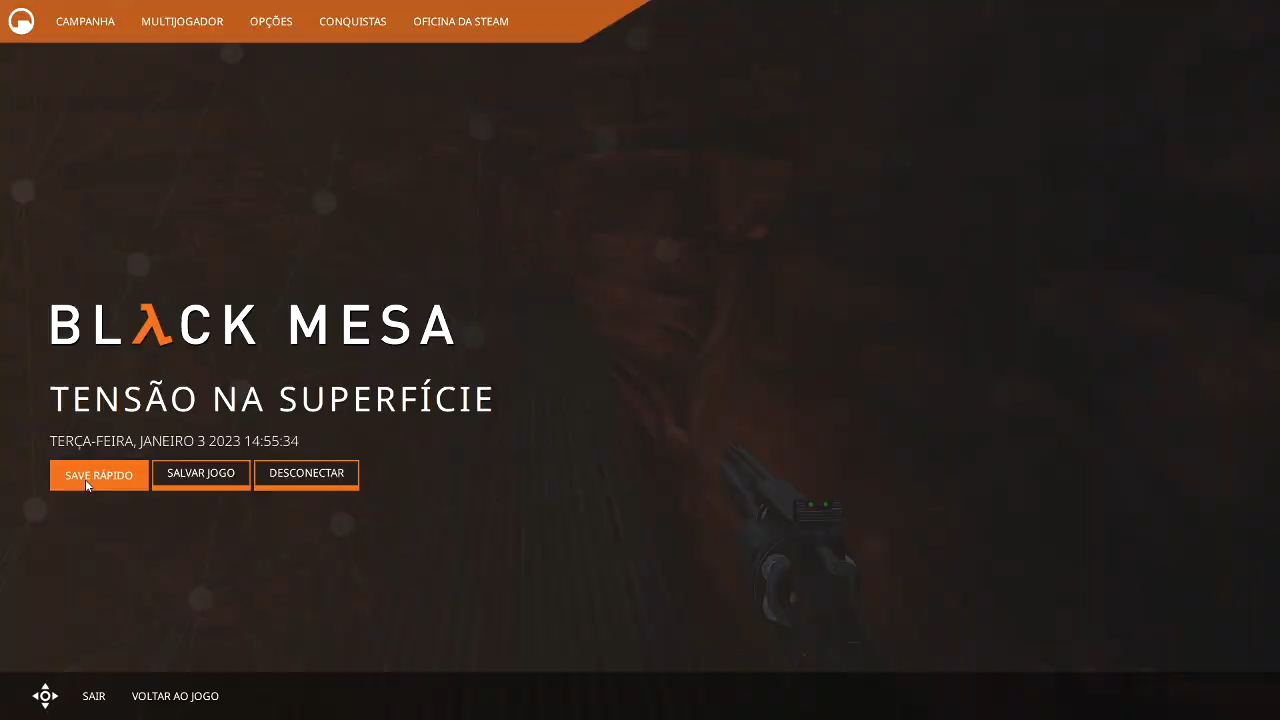 CAMPANHA MULTIJOGADOR OPÇÕES CONQUISTAS OFICINA DA STEAM
BLλCK MESA
TENSÃO NA SUPERFÍCIE
TERÇA-FEIRA, JANEIRO 3 2023 14:55:34
SAVE RÁPIDO SALVAR JOGO DESCONECTAR
SAIR VOLTAR AO JOGO